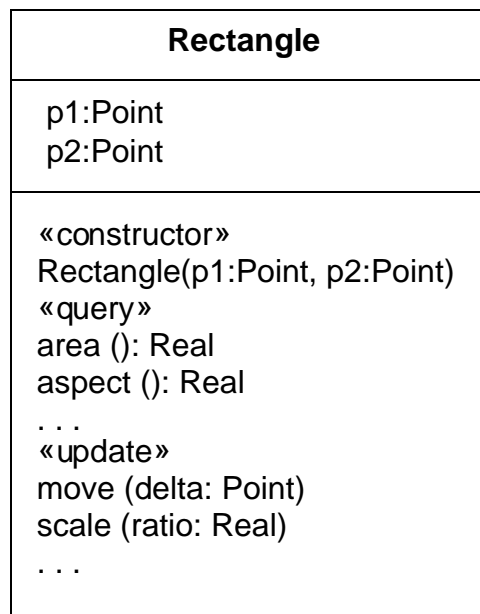 Rectangle
p1:Point
p2:Point
«constructor»
Rectangle(p1:Point, p2:Point)
«query»
area (): Real
aspect (): Real
. . .
«update»
move (delta: Point)
scale (ratio: Real)
. . .